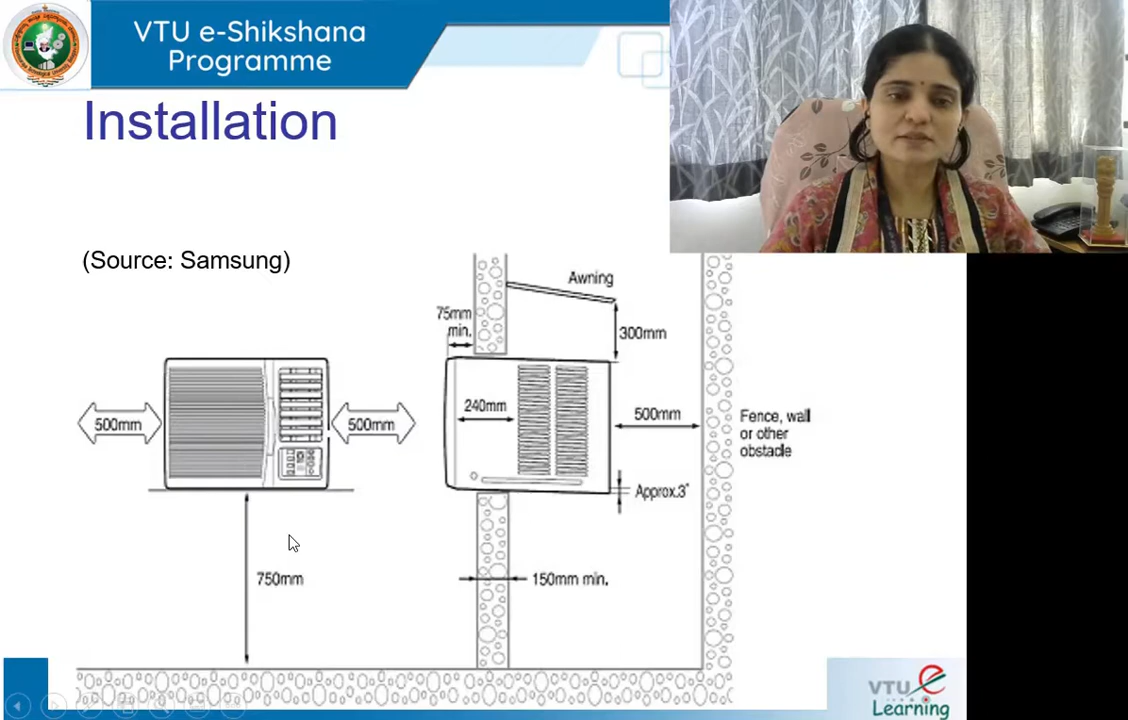 VTU e-Shikshana
Programme
Installation
(Source: Samsung)
Awning
75mm
min.
300mm
240mm
500mm
500mm
500mm
Fence, wall
or other
obstacle
Approx.3°
750mm
150mm min.
VTU
Learning